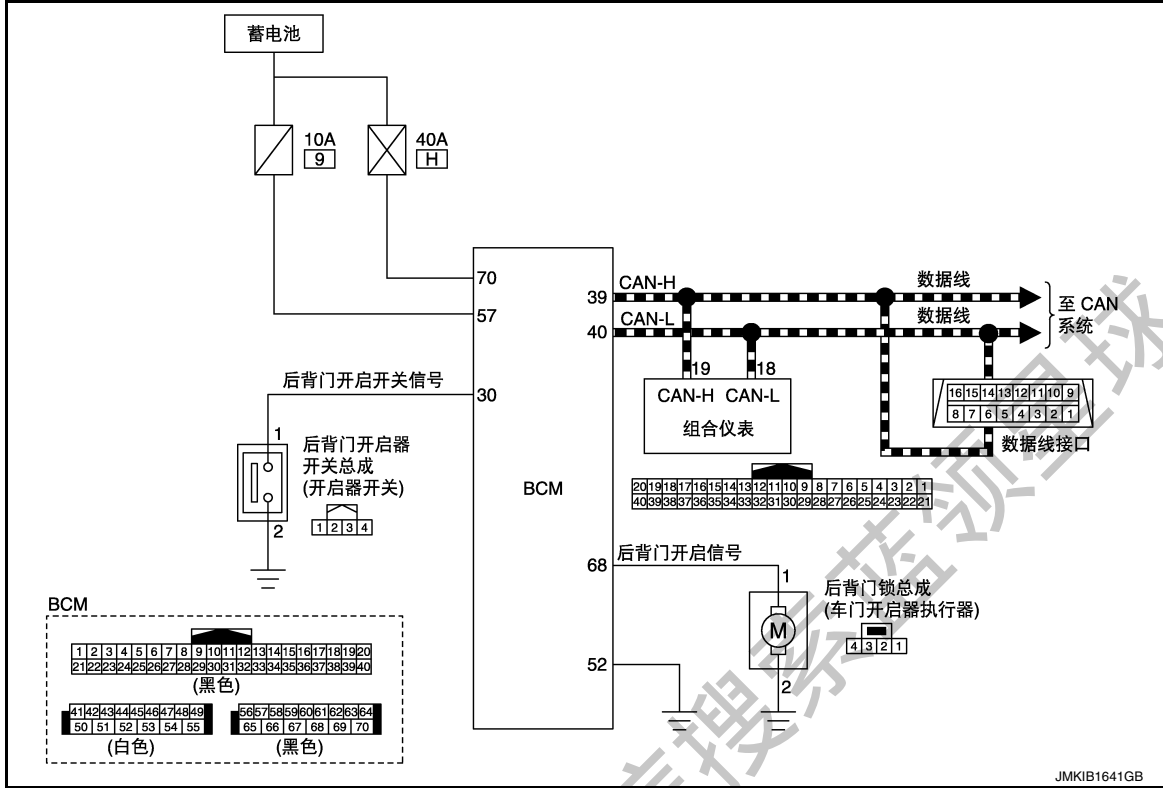 蓄电池
10A
9
40A
H
70
57
30
39
40
68
52
BCM
CAN-H
数据线
CAN-L
数据线
至 CAN
系统
19
18
CAN-H CAN-L
组合仪表
16 15 14 13 12 11 10 9
8 7 6 5 4 3 2 1
数据线接口
20 19 18 17 16 15 14 13 12 11 10 9 8 7 6 5 4 3 2 1
40 39 38 37 36 35 34 33 32 31 30 29 28 27 26 25 24 23 22 21
后背门开启开关信号
1
后背门开启器
开关总成
(开启器开关)
2
1 2 3 4
后背门开启信号
1
后背门锁总成
(车门开启器执行器)
M
4 3 2 1
2
BCM
1 2 3 4 5 6 7 8 9 10 11 12 13 14 15 16 17 18 19 20
21 22 23 24 25 26 27 28 29 30 31 32 33 34 35 36 37 38 39 40
(黑色)
41 42 43 44 45 46 47 48 49
50 51 52 53 54 55
(白色)
56 57 58 59 60 61 62 63 64
65 66 67 68 69 70
(黑色)
搜索蓝领星球
JMKIB1641GB